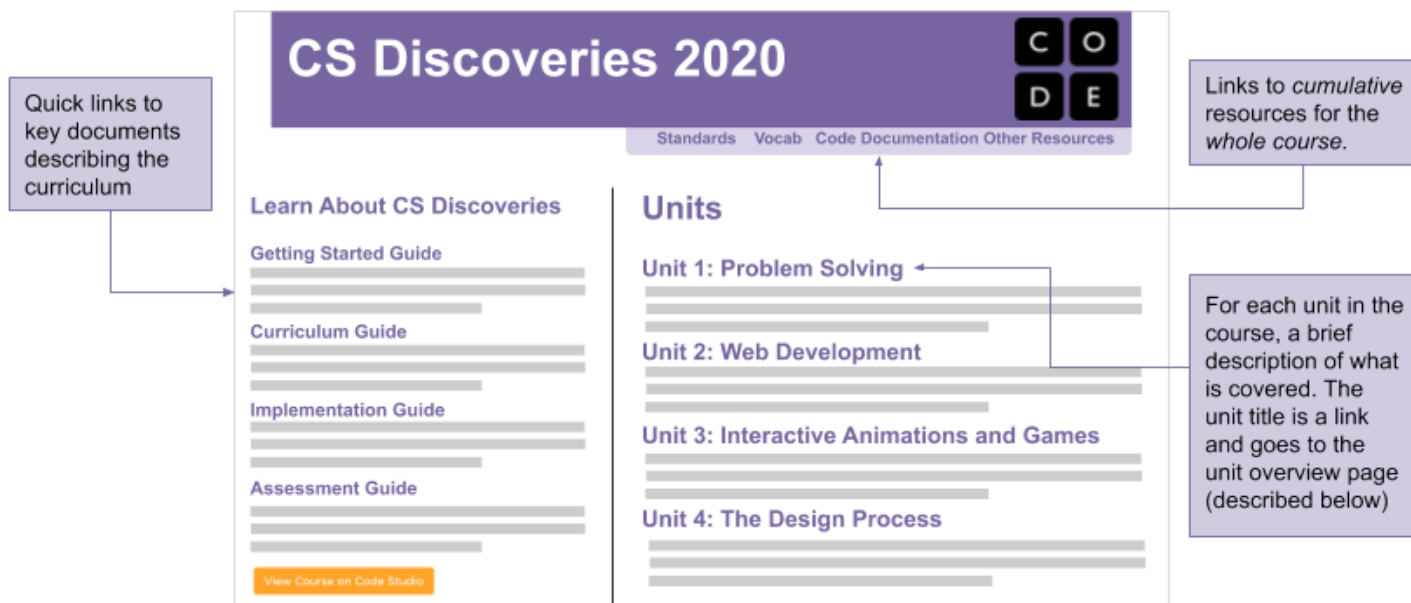 CS Discoveries 2020
C O
D E
Standards Vocab Code Documentation Other Resources
Quick links to
key documents
describing the
curriculum
Links to cumulative
resources for the
whole course.
Learn About CS Discoveries
Getting Started Guide
Curriculum Guide
Implementation Guide
Assessment Guide
View Course on Code Studio
Units
Unit 1: Problem Solving
Unit 2: Web Development
Unit 3: Interactive Animations and Games
Unit 4: The Design Process
For each unit in the
course, a brief
description of what
is covered. The
unit title is a link
and goes to the
unit overview page
(described below)